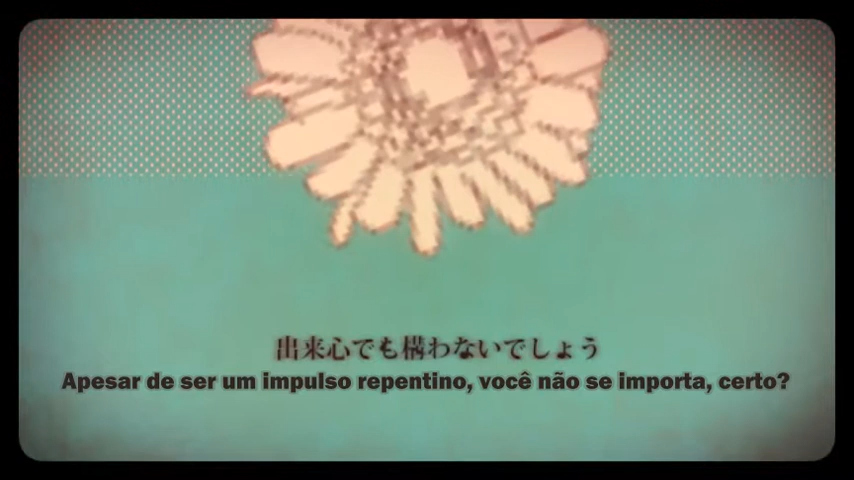 出来心でも構わないでしょう
Apesar de ser um impulso repentino, você não se importa, certo?